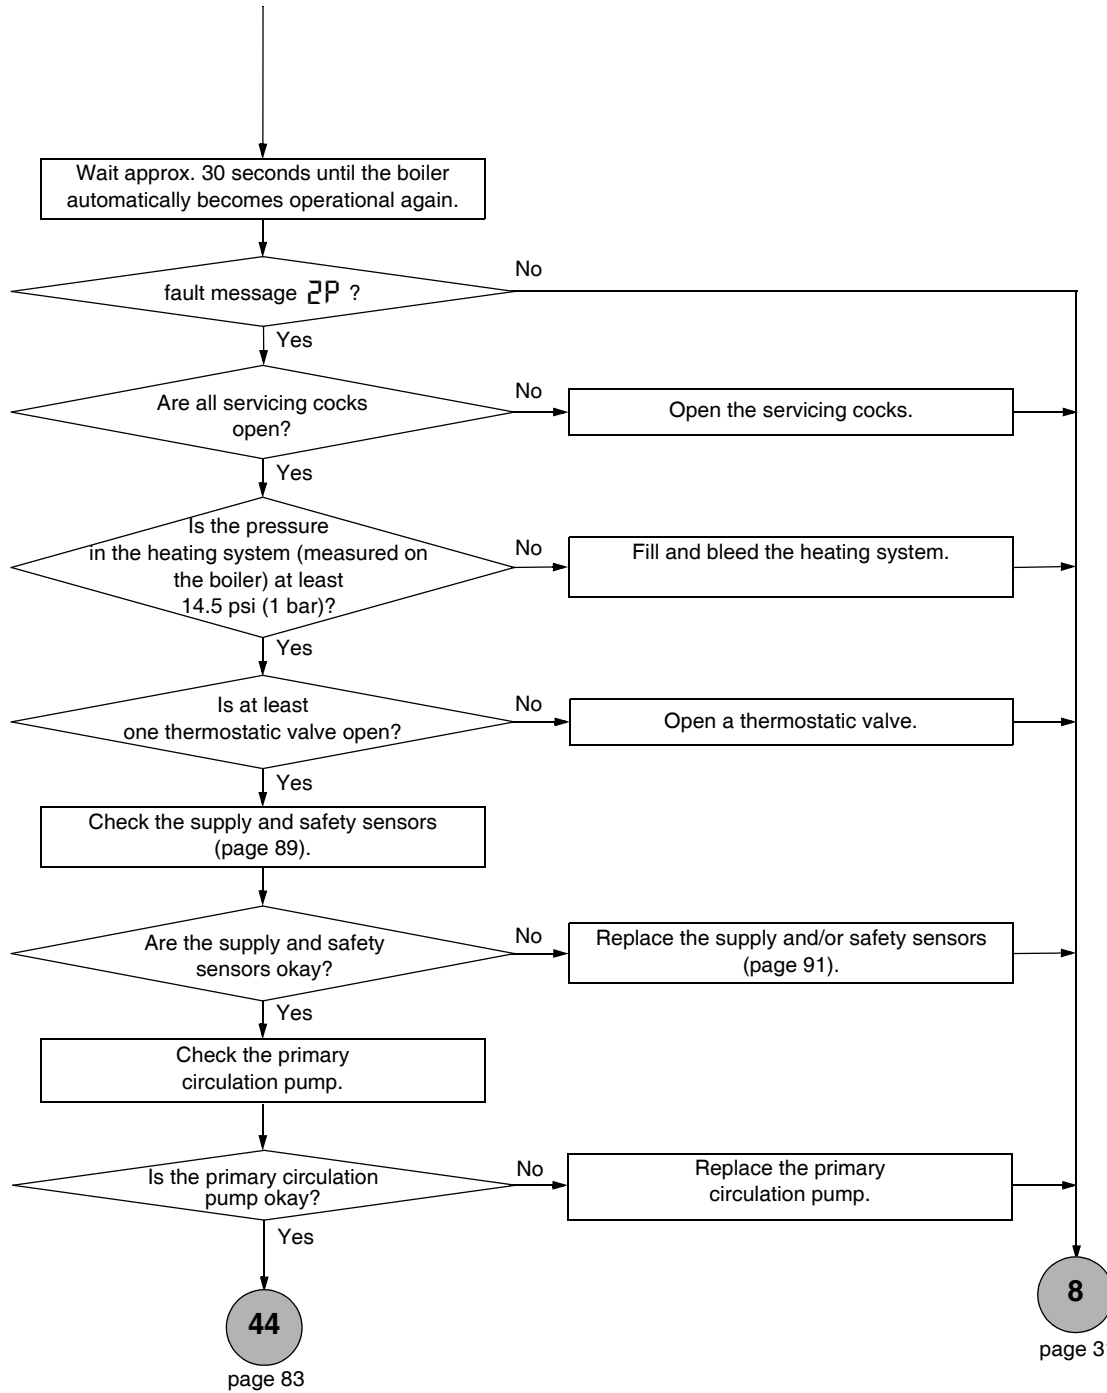 Wait approx. 30 seconds until the boiler
automatically becomes operational again.
fault message 2P ?
No
Yes
Are all servicing cocks
open?
No
Open the servicing cocks.
Yes
Is the pressure
in the heating system (measured on
the boiler) at least
14.5 psi (1 bar)?
No
Fill and bleed the heating system.
Yes
Is at least
one thermostatic valve open?
No
Open a thermostatic valve.
Yes
Check the supply and safety sensors
(page 89).
Are the supply and safety
sensors okay?
No
Replace the supply and/or safety sensors
(page 91).
Yes
Check the primary
circulation pump.
Is the primary circulation
pump okay?
No
Replace the primary
circulation pump.
Yes
44
page 83
8
page 3